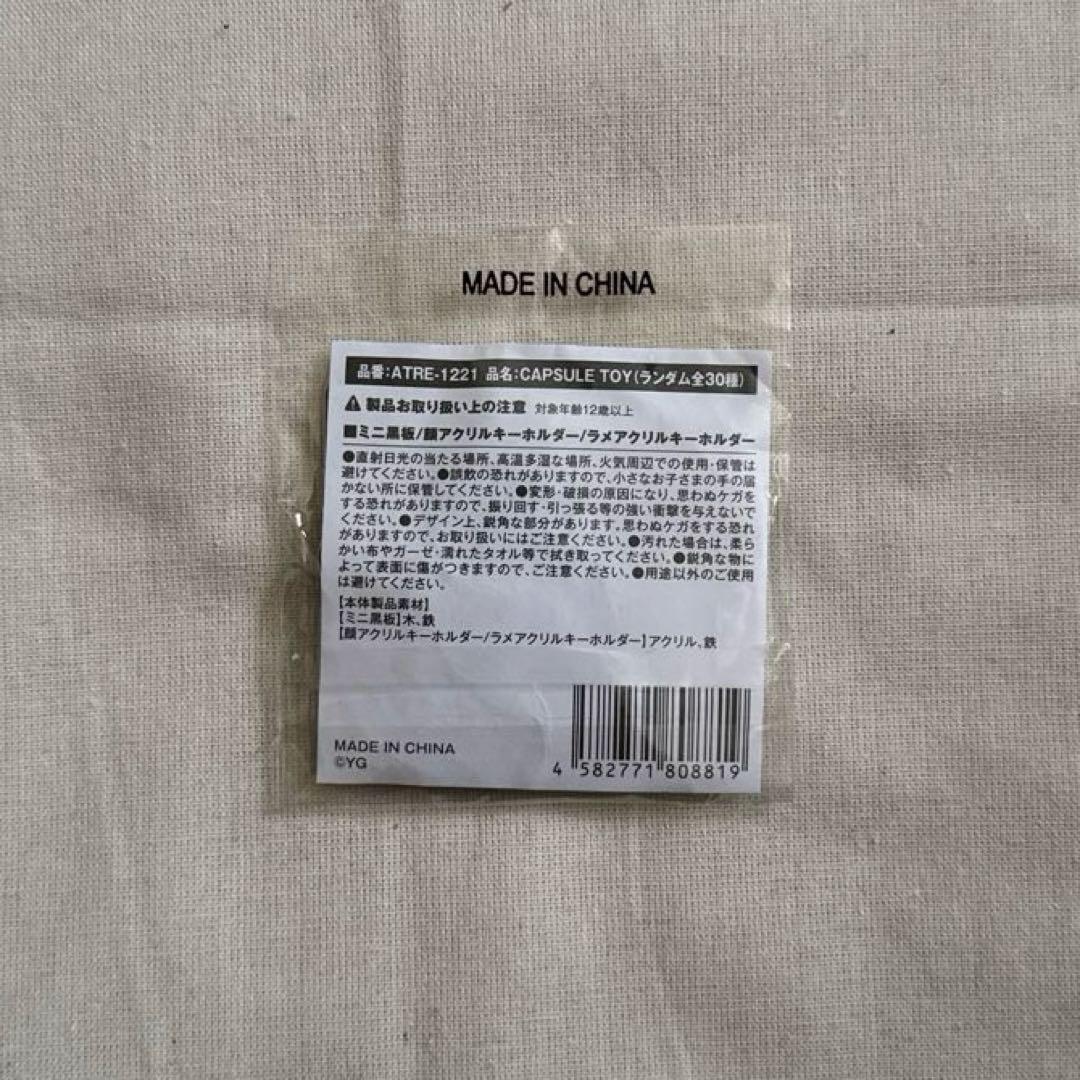 MADE IN CHINA
品番:ATRE-1221 品名:CAPSULE TOY(ランダム全30種)
⚠ 製品お取り扱い上の注意 対象年齢12歳以上
■ミニ黒板/顔アクリルキーホルダー/ラメアクリルキーホルダー
●直射日光の当たる場所、高温多湿な場所、火気周辺での使用・保管は
避けてください。●誤飲の恐れがありますので、小さなお子さまの手の届
かない所に保管してください。●変形・破損の原因になり、思わぬケガを
する恐れがありますので、振り回す・引っ張る等の強い衝撃を与えないで
ください。●デザイン上、鋭角な部分があります。思わぬケガをする恐れ
がありますので、お取り扱いにはご注意ください。●汚れた場合は、柔ら
かい布やガーゼ・濡れたタオル等で拭き取ってください。●鋭角な物に
よって表面に傷がつきますので、ご注意ください。●用途以外のご使用
は避けてください。
【本体製品素材】
【ミニ黒板】木、鉄
【顔アクリルキーホルダー/ラメアクリルキーホルダー】アクリル、鉄
MADE IN CHINA
©YG
4 582771 808819